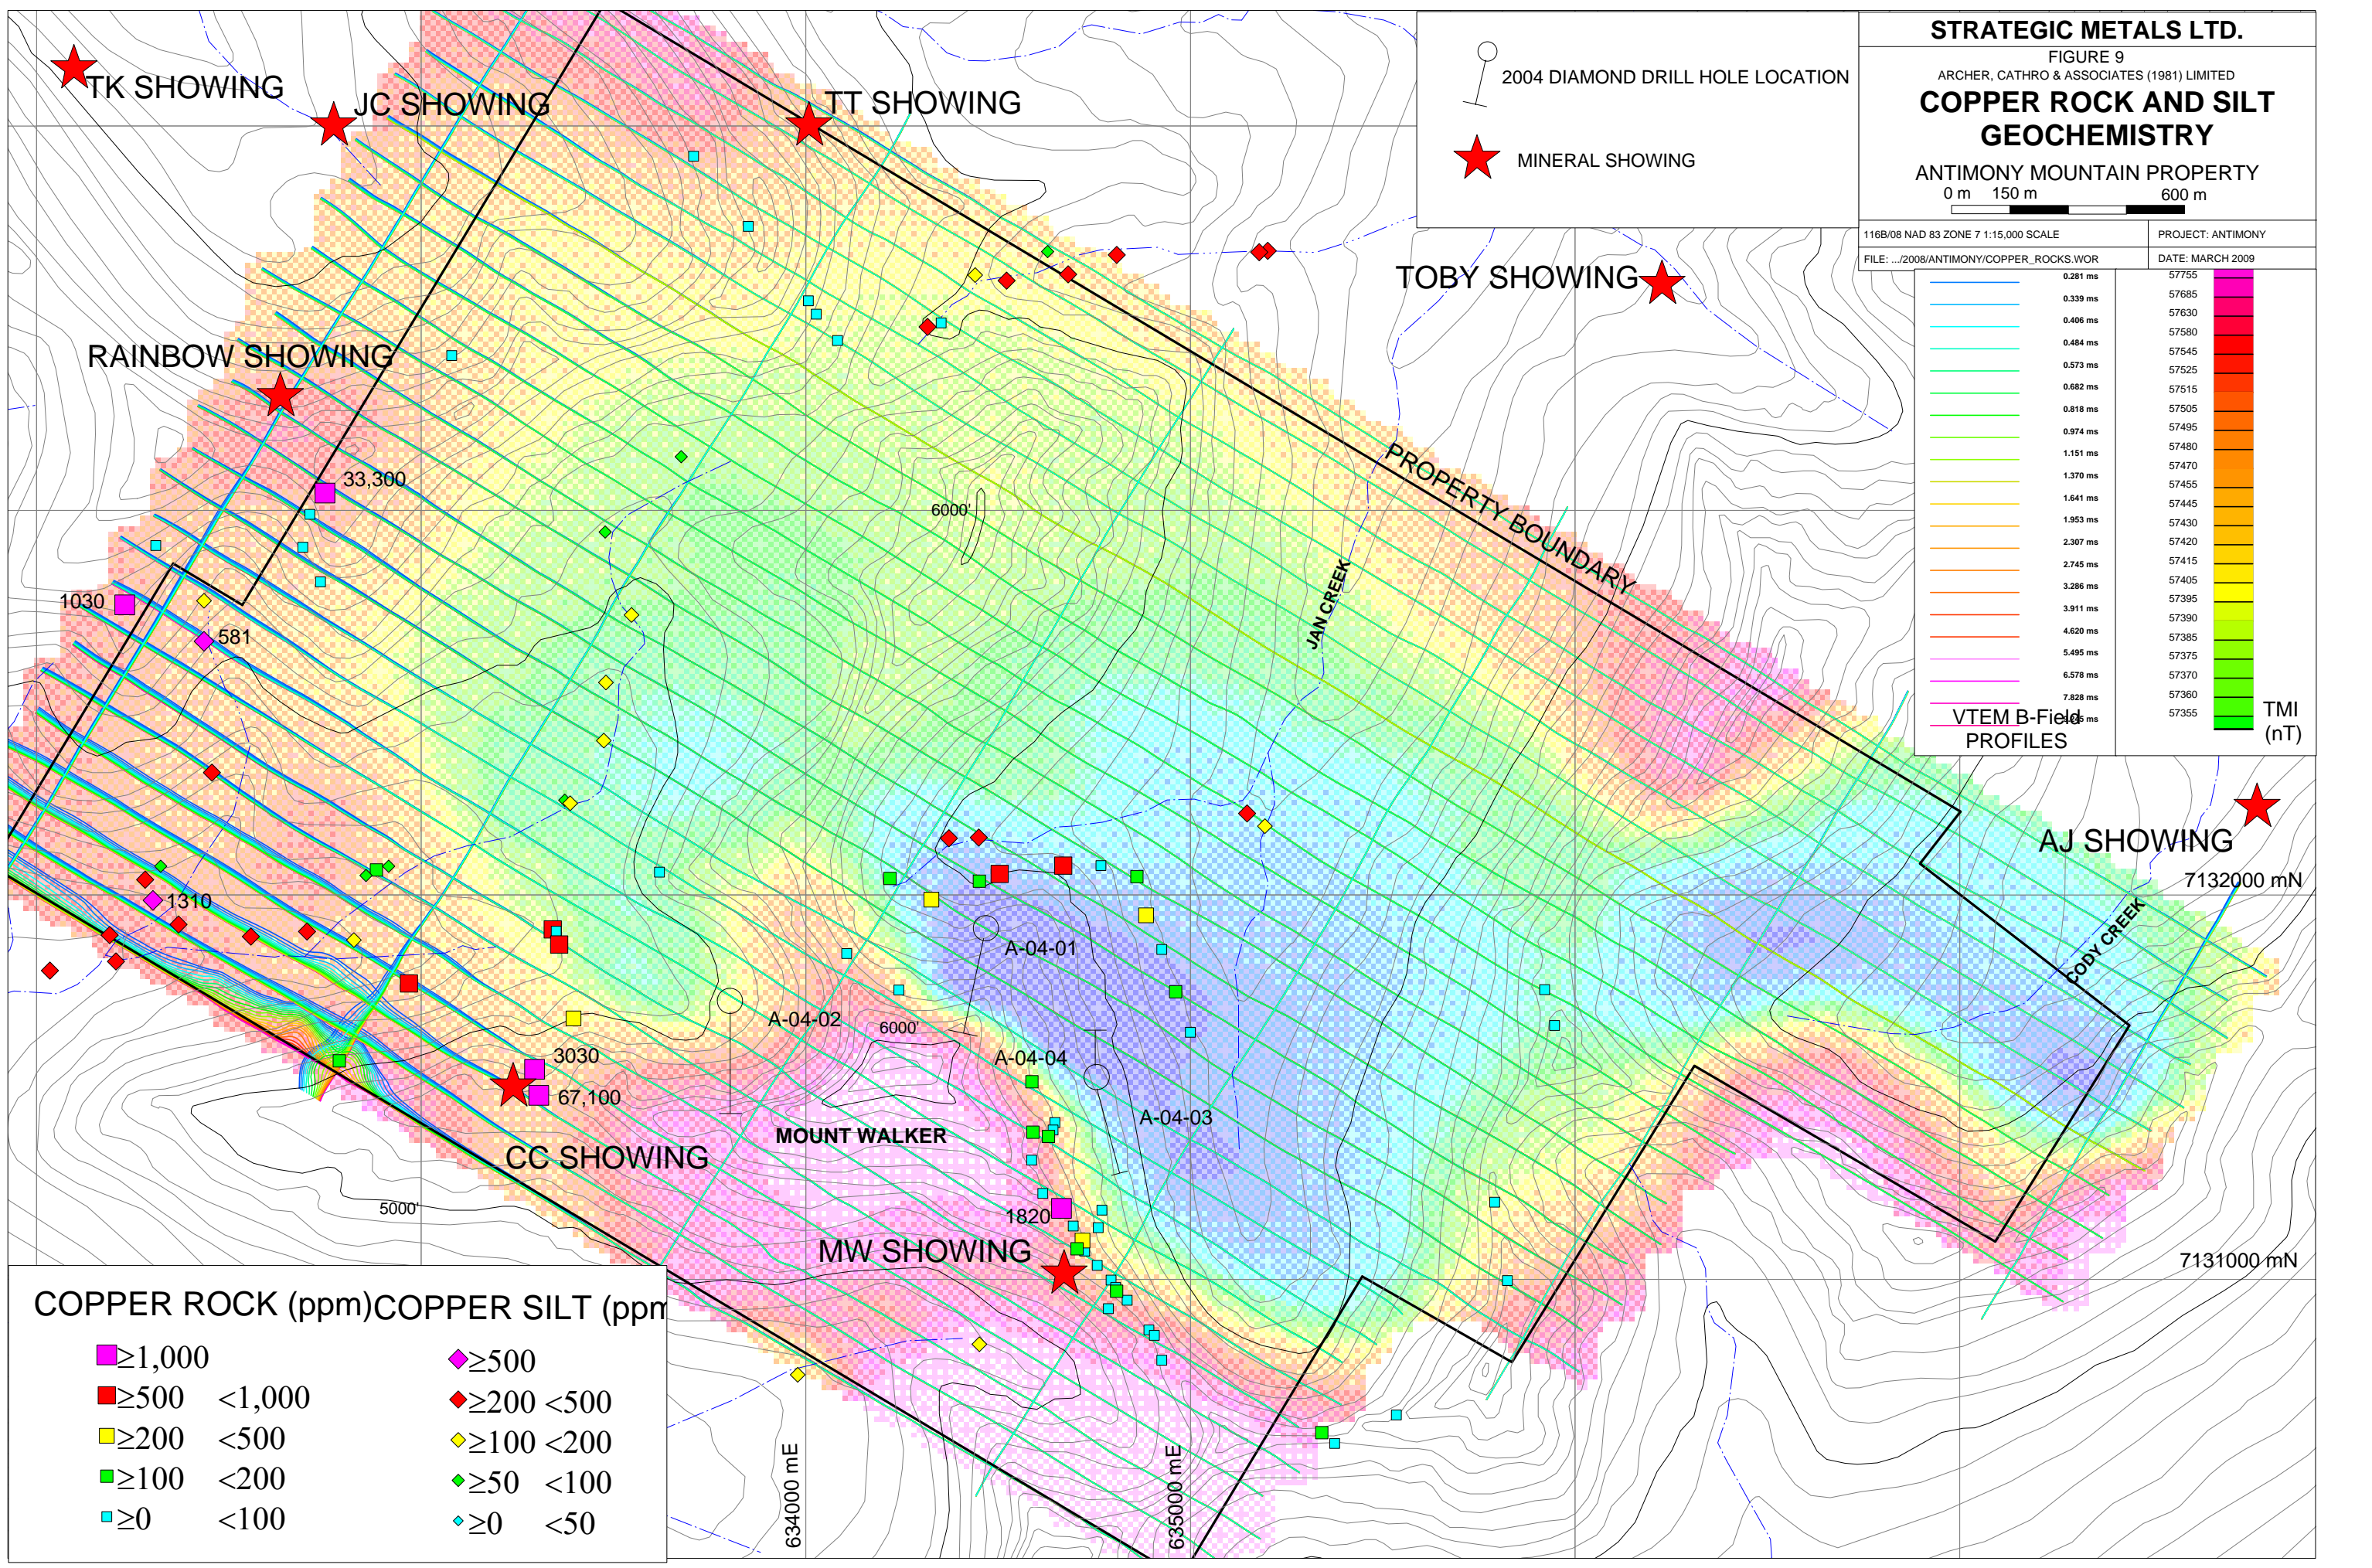 STRATEGIC METALS LTD.
FIGURE 9
ARCHER, CATHRO & ASSOCIATES (1981) LIMITED
COPPER ROCK AND SILT
GEOCHEMISTRY
ANTIMONY MOUNTAIN PROPERTY
0 m 150 m 600 m
116B/08 NAD 83 ZONE 7 1:15,000 SCALE
PROJECT: ANTIMONY
FILE: .../2008/ANTIMONY/COPPER_ROCKS.WOR
DATE: MARCH 2009
2004 DIAMOND DRILL HOLE LOCATION
MINERAL SHOWING
0.281 ms
0.339 ms
0.406 ms
0.484 ms
0.573 ms
0.682 ms
0.818 ms
0.974 ms
1.151 ms
1.370 ms
1.641 ms
1.953 ms
2.307 ms
2.745 ms
3.286 ms
3.911 ms
4.620 ms
5.495 ms
6.578 ms
7.828 ms
VTEM B-Field
PROFILES
57755
57685
57630
57580
57545
57525
57515
57505
57495
57480
57470
57455
57445
57430
57420
57415
57405
57395
57390
57385
57375
57370
57360
57355
TMI
(nT)
TK SHOWING
JC SHOWING
TT SHOWING
TOBY SHOWING
RAINBOW SHOWING
33,300
6000'
PROPERTY BOUNDARY
JAN CREEK
1030
581
AJ SHOWING
7132000 mN
1310
A-04-01
CODY CREEK
A-04-02
6000'
A-04-04
3030
67,100
A-04-03
MOUNT WALKER
CC SHOWING
5000'
1820
MW SHOWING
7131000 mN
634000 mE
635000 mE
COPPER ROCK (ppm)
≥1,000
≥500 <1,000
≥200 <500
≥100 <200
≥0 <100
COPPER SILT (ppm
≥500
≥200 <500
≥100 <200
≥50 <100
≥0 <50